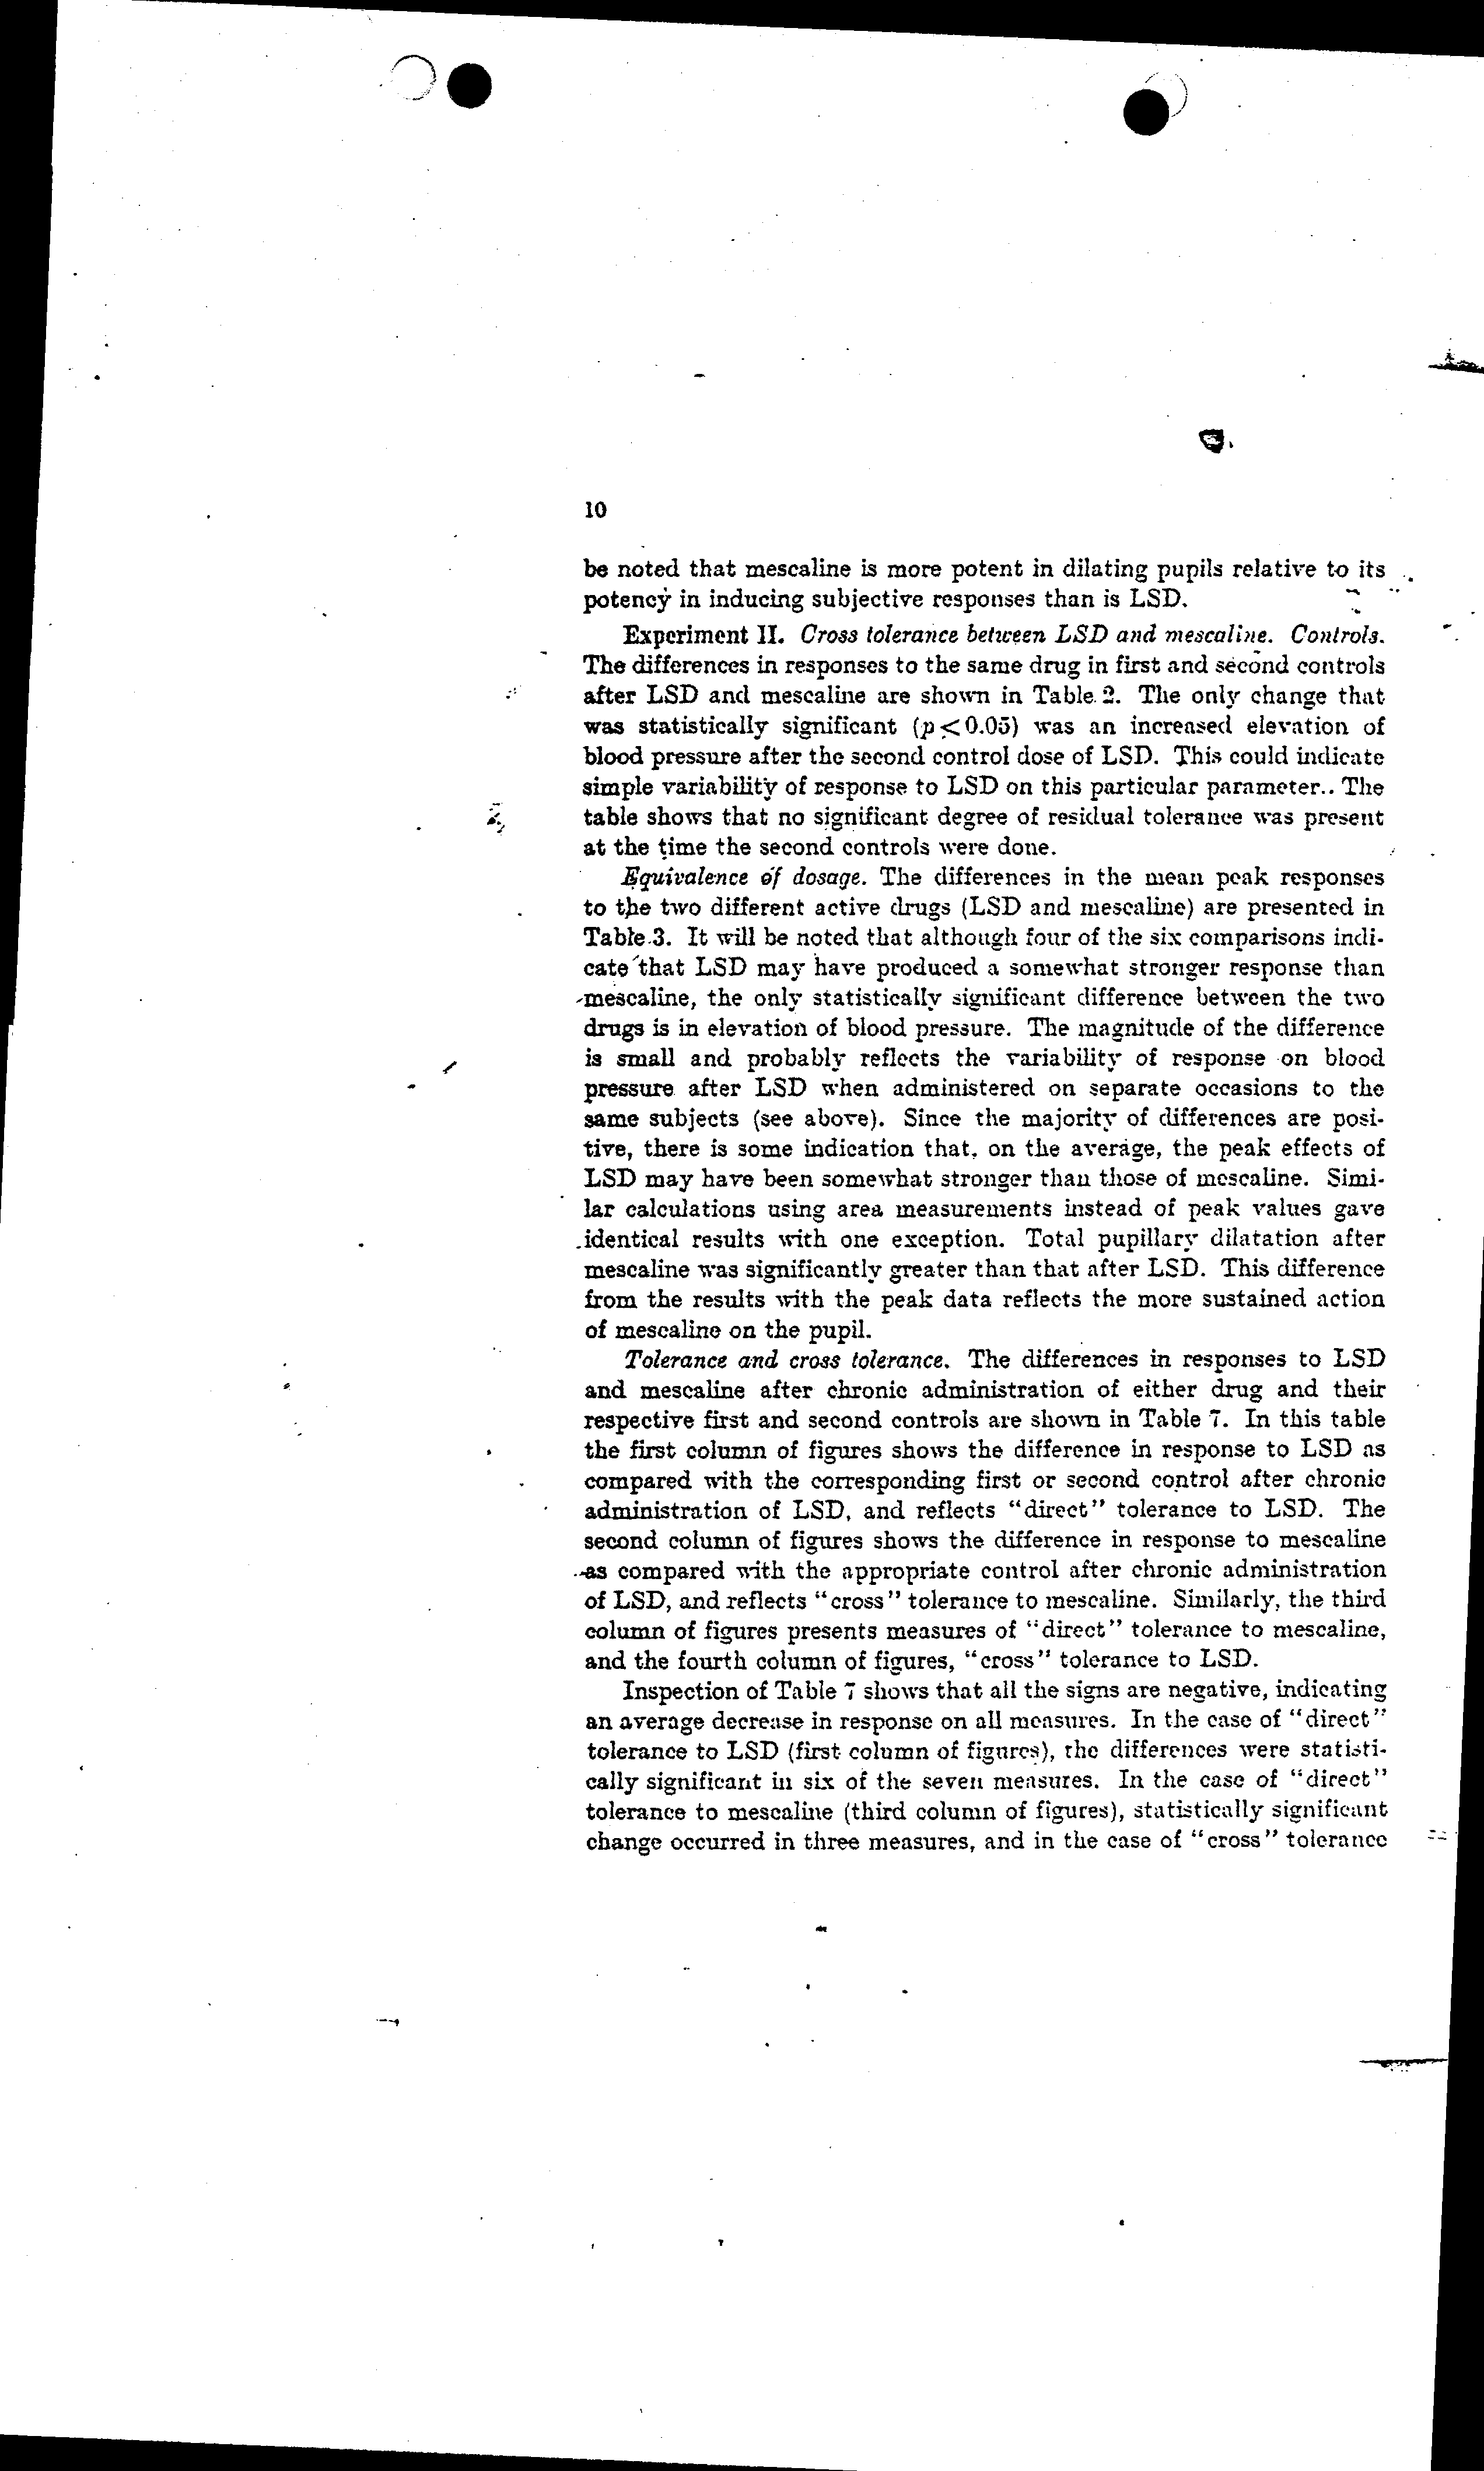 10
be noted that mescaline is more potent in dilating pupils relative to its
potency in inducing subjective responses than is LSD.
Experiment II. Cross tolerance between LSD and mescaline. Controls.
The differences in responses to the same drug in first and second controls
after LSD and mescaline are shown in Table 2. The only change that
was statistically significant (p<0.05) was an increased elevation of
blood pressure after the second control dose of LSD. This could indicate
simple variability of response to LSD on this particular parameter.. The
table shows that no significant degree of residual tolerance was present
at the time the second controls were done.
Equivalence of dosage. The differences in the mean peak responses
to the two different active drugs (LSD and mescaline) are presented in
Table 3. It will be noted that although four of the six comparisons indi-
cate that LSD may have produced a somewhat stronger response than
mescaline, the only statistically significant difference between the two
drugs is in elevation of blood pressure. The magnitude of the difference
is small and probably reflects the variability of response on blood
pressure after LSD when administered on separate occasions to the
same subjects (see above). Since the majority of differences are posi-
tive, there is some indication that, on the average, the peak effects of
LSD may have been somewhat stronger than those of mescaline. Simi-
lar calculations using area measurements instead of peak values gave
identical results with one exception. Total pupillary dilatation after
mescaline was significantly greater than that after LSD. This difference
from the results with the peak data reflects the more sustained action
of mescaline on the pupil.
Tolerance and cross tolerance. The differences in responses to LSD
and mescaline after chronic administration of either drug and their
respective first and second controls are shown in Table 7. In this table
the first column of figures shows the difference in response to LSD as
compared with the corresponding first or second control after chronic
administration of LSD, and reflects "direct" tolerance to LSD. The
second column of figures shows the difference in response to mescaline
as compared with the appropriate control after chronic administration
of LSD, and reflects "cross" tolerance to mescaline. Similarly, the third
column of figures presents measures of "direct" tolerance to mescaline,
and the fourth column of figures, "cross" tolerance to LSD.
Inspection of Table 7 shows that all the signs are negative, indicating
an average decrease in response on all measures. In the case of "direct"
tolerance to LSD (first column of figures), the differences were statisti-
cally significant in six of the seven measures. In the case of "direct"
tolerance to mescaline (third column of figures), statistically significant
change occurred in three measures, and in the case of "cross" tolerance